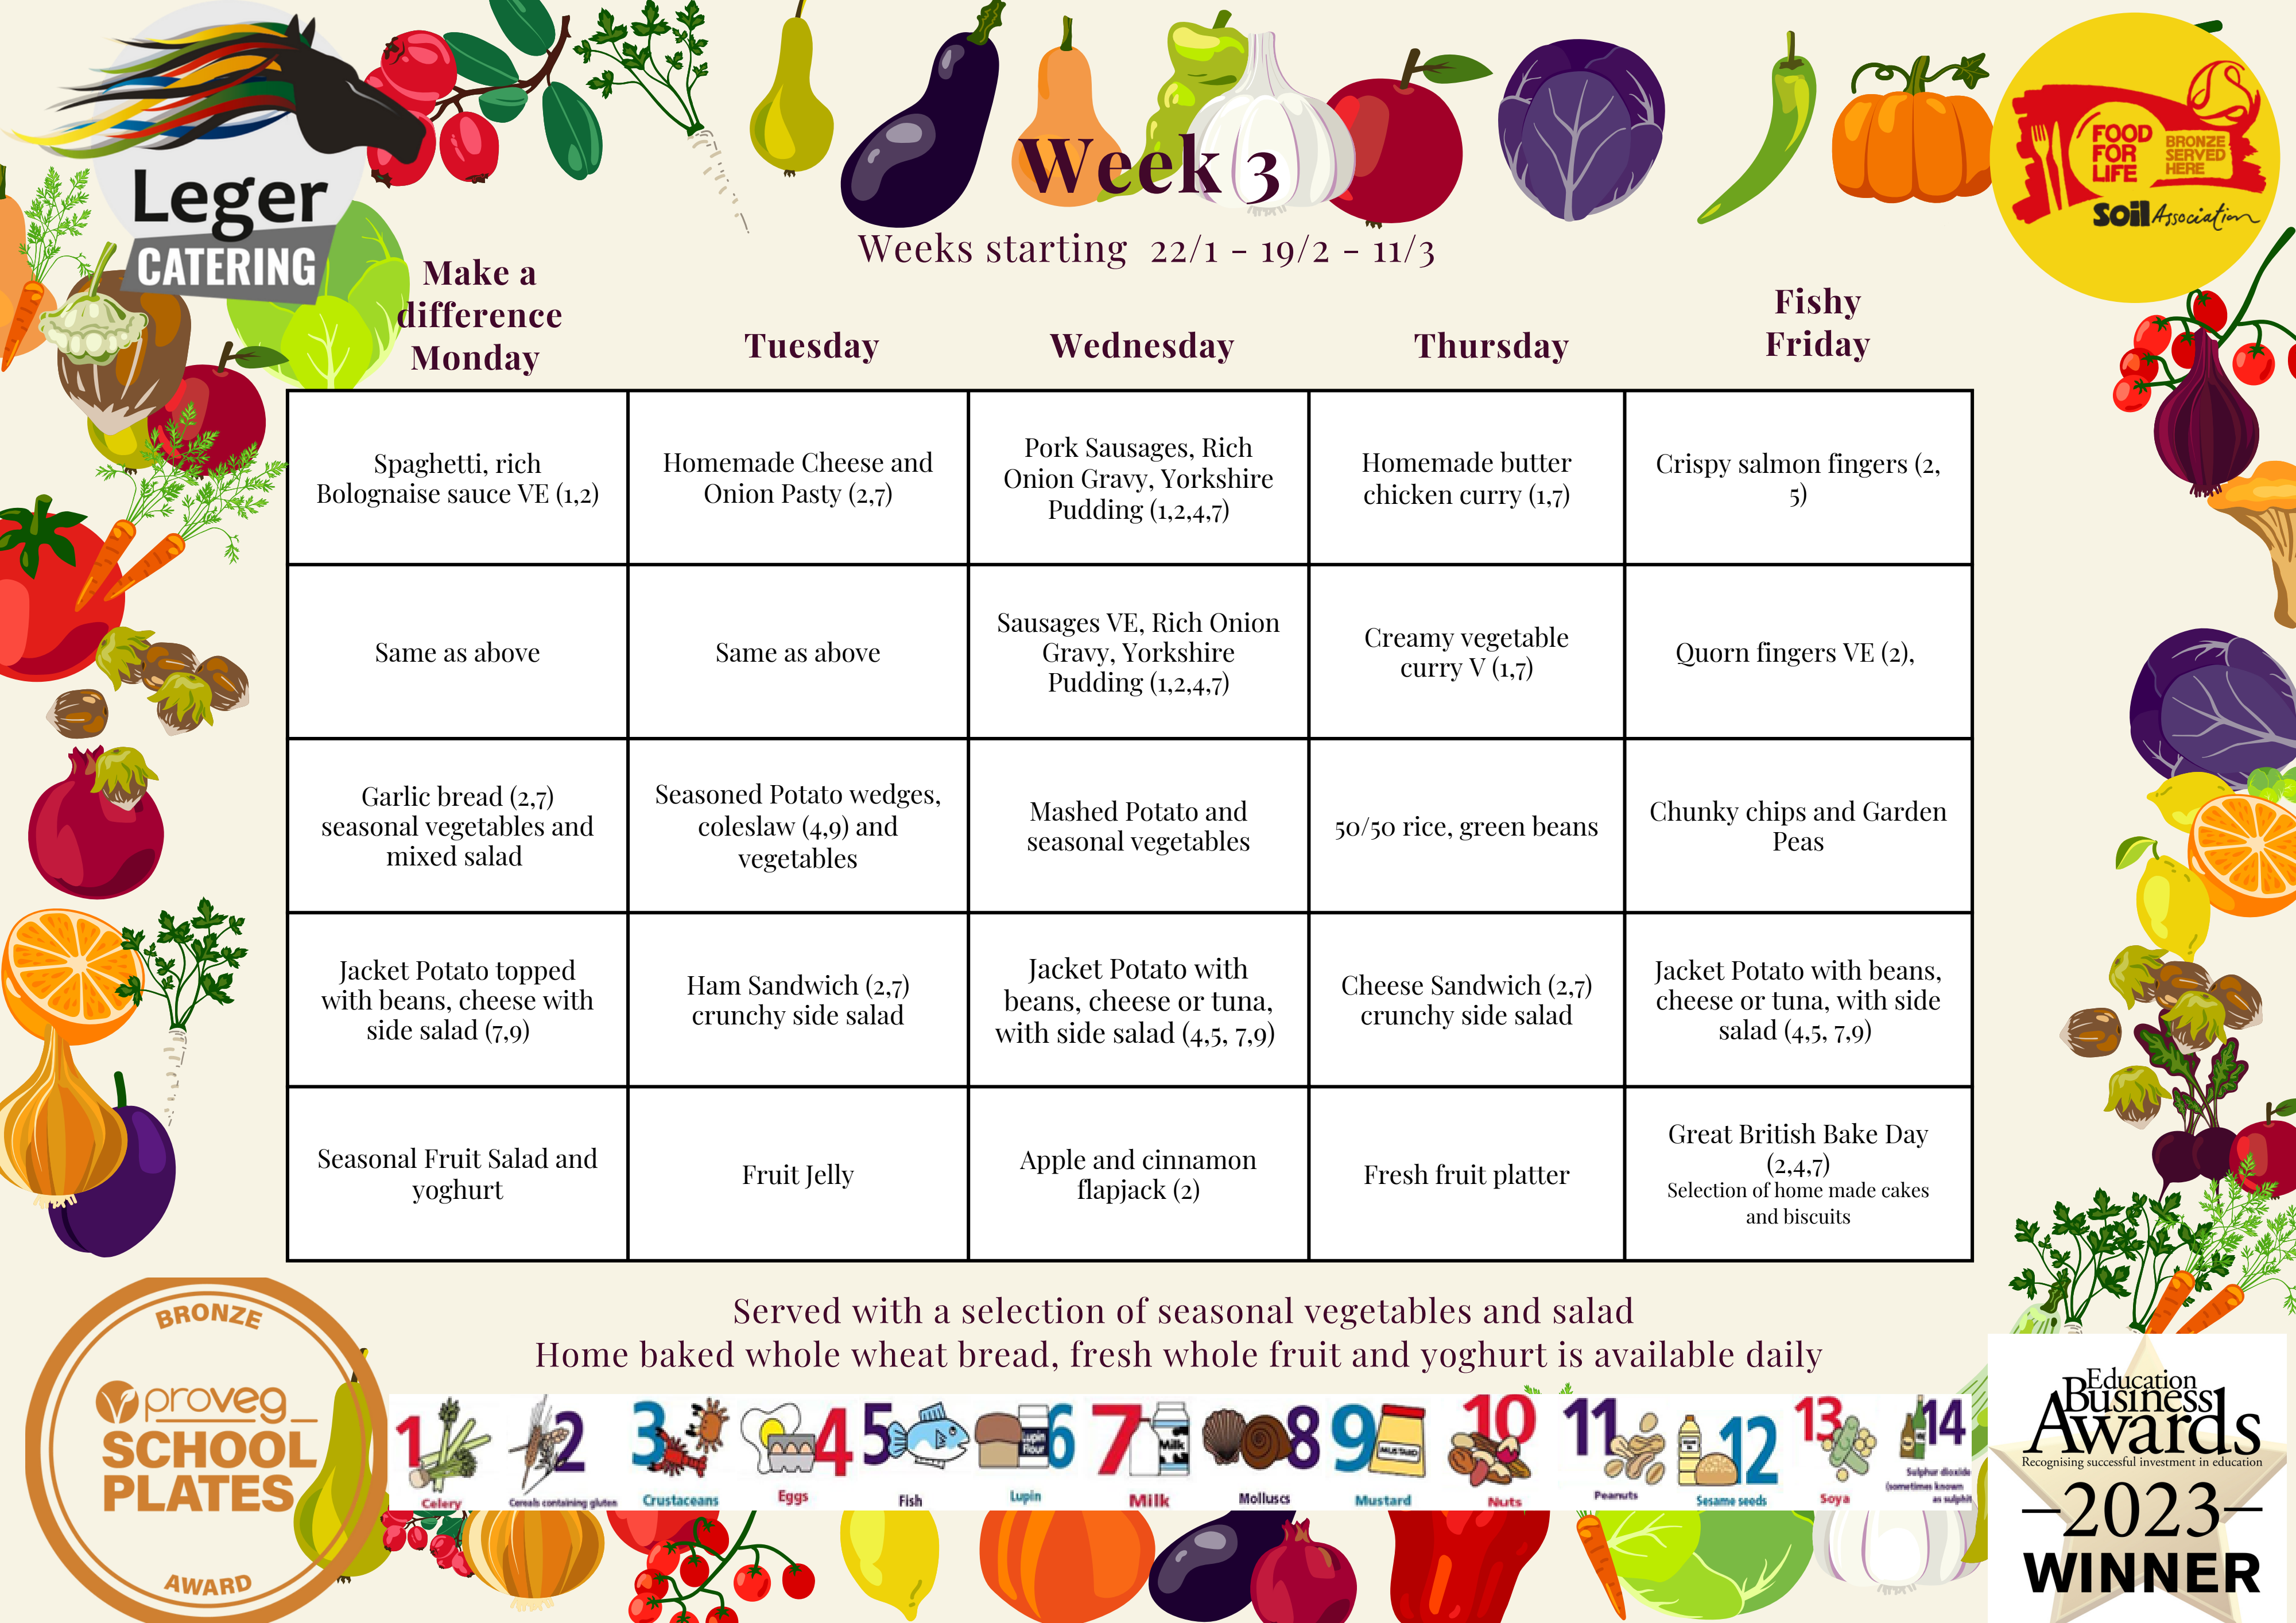 Leger
CATERING
Week 3
Weeks starting 22/1 - 19/2 - 11/3
FOOD
FOR
LIFE
BRONZE
SERVED
HERE
Soil Association
Make a
difference
Monday
Tuesday
Wednesday
Thursday
Fishy
Friday
Spaghetti, rich
Bolognaise sauce VE (1,2)
Homemade Cheese and
Onion Pasty (2,7)
Pork Sausages, Rich
Onion Gravy, Yorkshire
Pudding (1,2,4,7)
Homemade butter
chicken curry (1,7)
Crispy salmon fingers (2,
5)
Same as above
Same as above
Sausages VE, Rich Onion
Gravy, Yorkshire
Pudding (1,2,4,7)
Creamy vegetable
curry V (1,7)
Quorn fingers VE (2),
Garlic bread (2,7)
seasonal vegetables and
mixed salad
Seasoned Potato wedges,
coleslaw (4,9) and
vegetables
Mashed Potato and
seasonal vegetables
50/50 rice, green beans
Chunky chips and Garden
Peas
Jacket Potato topped
with beans, cheese with
side salad (7,9)
Ham Sandwich (2,7)
crunchy side salad
Jacket Potato with
beans, cheese or tuna,
with side salad (4,5, 7,9)
Cheese Sandwich (2,7)
crunchy side salad
Jacket Potato with beans,
cheese or tuna, with side
salad (4,5, 7,9)
Seasonal Fruit Salad and
yoghurt
Fruit Jelly
Apple and cinnamon
flapjack (2)
Fresh fruit platter
Great British Bake Day
(2,4,7)
Selection of home made cakes
and biscuits
Served with a selection of seasonal vegetables and salad
Home baked whole wheat bread, fresh whole fruit and yoghurt is available daily
BRONZE
proveg
SCHOOL
PLATES
AWARD
1 Celery
2 Cereals containing gluten
3 Crustaceans
4 Eggs
5 Fish
6 Lupin Flour
Lupin
7 Milk
Milk
8 Molluscs
9 MUSTARD
Mustard
10 Nuts
11 Peanuts
12 Sesame seeds
13 Soya
14 Sulphur dioxide
(sometimes known
as sulphit
Education
Business
Awards
Recognising successful investment in education
2023
WINNER